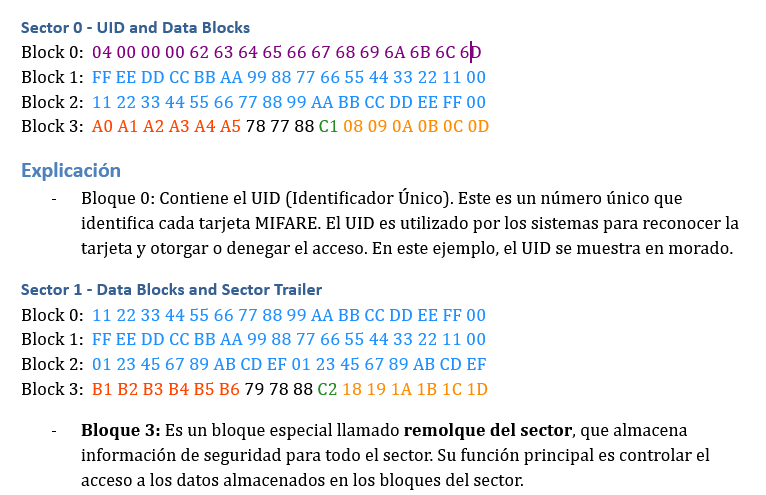 Sector 0 - UID and Data Blocks
Block 0: 04 00 00 00 62 63 64 65 66 67 68 69 6A 6B 6C 6D
Block 1: FF EE DD CC BB AA 99 88 77 66 55 44 33 22 11 00
Block 2: 11 22 33 44 55 66 77 88 99 AA BB CC DD EE FF 00
Block 3: A0 A1 A2 A3 A4 A5 78 77 88 C1 08 09 0A 0B 0C 0D
Explicación
- Bloque 0: Contiene el UID (Identificador Único). Este es un número único que
identifica cada tarjeta MIFARE. El UID es utilizado por los sistemas para reconocer la
tarjeta y otorgar o denegar el acceso. En este ejemplo, el UID se muestra en morado.
Sector 1 - Data Blocks and Sector Trailer
Block 0: 11 22 33 44 55 66 77 88 99 AA BB CC DD EE FF 00
Block 1: FF EE DD CC BB AA 99 88 77 66 55 44 33 22 11 00
Block 2: 01 23 45 67 89 AB CD EF 01 23 45 67 89 AB CD EF
Block 3: B1 B2 B3 B4 B5 B6 79 78 88 C2 18 19 1A 1B 1C 1D
- Bloque 3: Es un bloque especial llamado remolque del sector, que almacena
información de seguridad para todo el sector. Su función principal es controlar el
acceso a los datos almacenados en los bloques del sector.